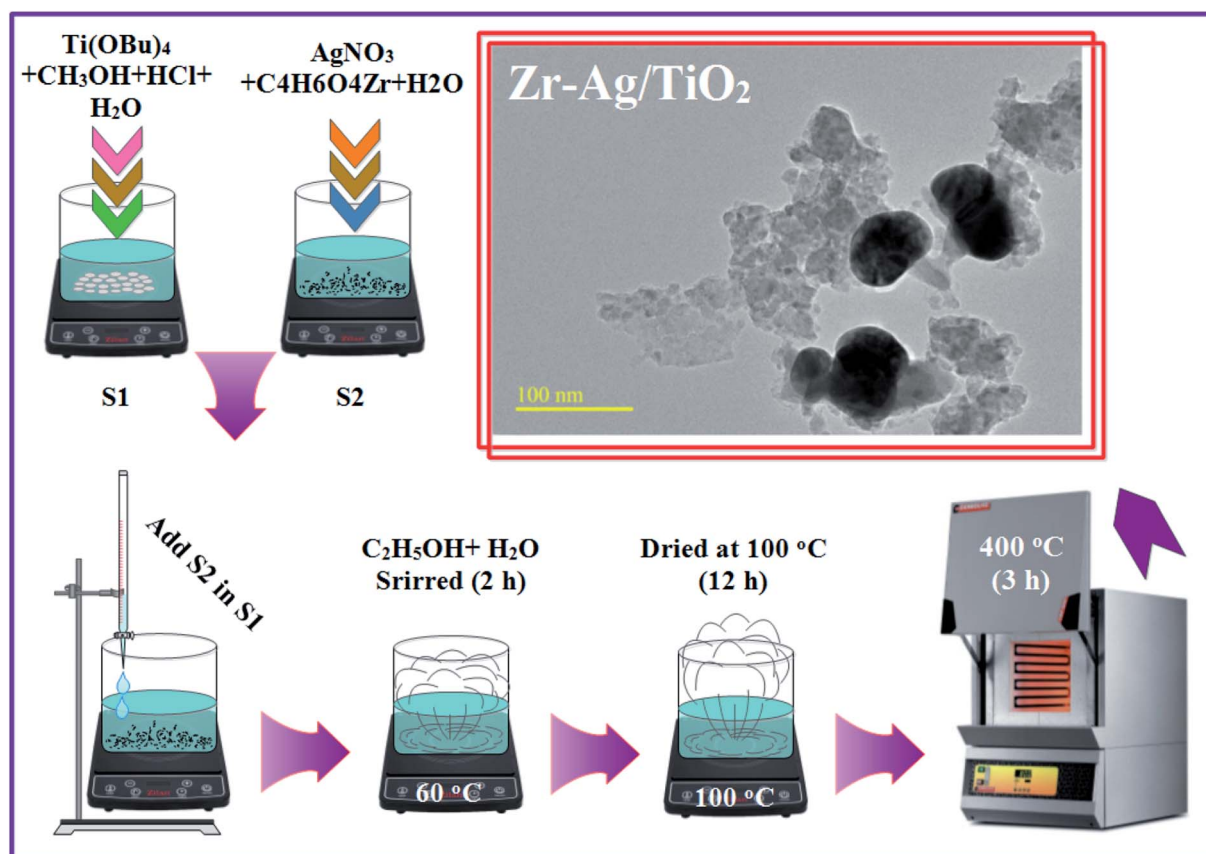 Ti(OBu)₄
+CH₃OH+HCl+
H₂O
AgNO₃
+C4H6O4Zr+H2O
Zr-Ag/TiO₂
100 nm
S1
S2
Add S2 in S1
C₂H₅OH+ H₂O
Srirred (2 h)
60 °C
Dried at 100 °C
(12 h)
100 °C
400 °C
(3 h)